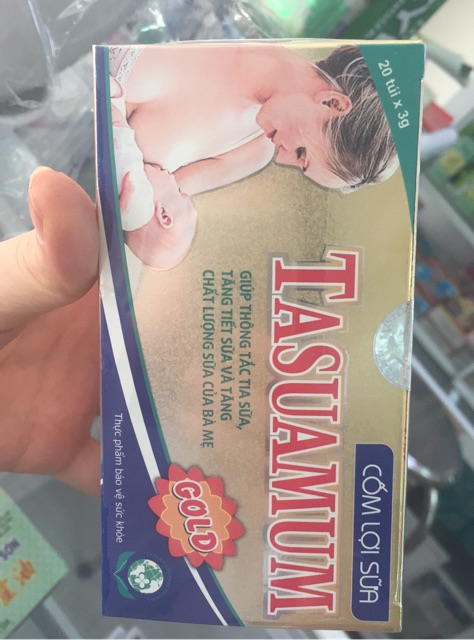 20 túi x 3g
CỐM LỢI SỮA
TASUAMUM
GIÚP THÔNG TẮC TIA SỮA,
TĂNG TIẾT SỮA VÀ TĂNG
CHẤT LƯỢNG SỮA CỦA BÀ MẸ
GOLD
Thực phẩm bảo vệ sức khỏe